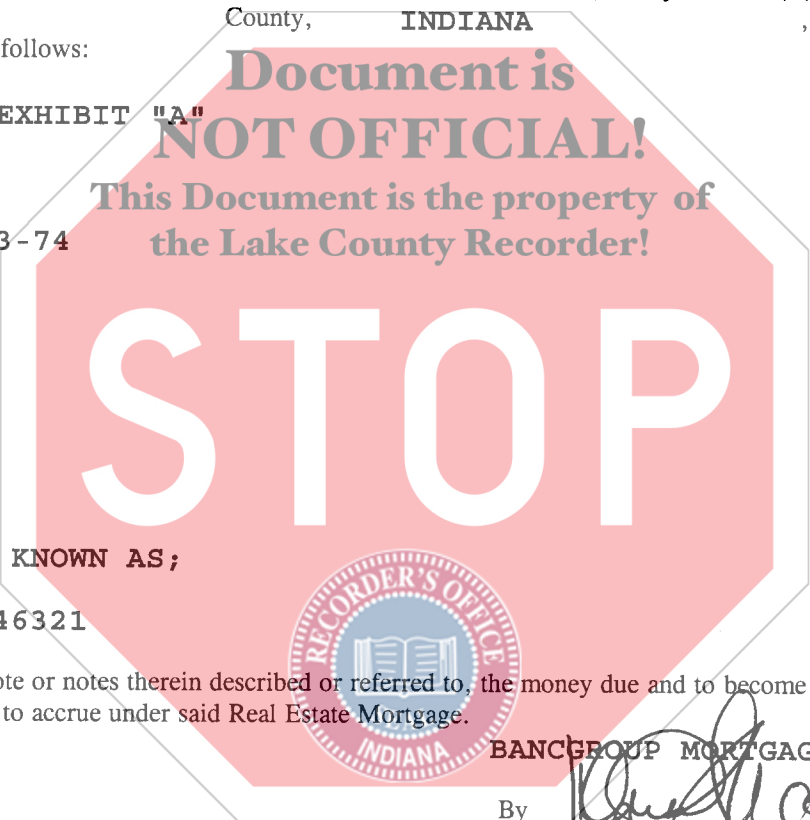 County, INDIANA ,
follows:
Document is
EXHIBIT "A"
NOT OFFICIAL!
This Document is the property of
3-74
the Lake County Recorder!
STOP
KNOWN AS;
46321
RECORDER'S OFFICE
ote or notes therein described or referred to, the money due and to become
to accrue under said Real Estate Mortgage.
INDIANA
BANCGROUP MORTGAG
By